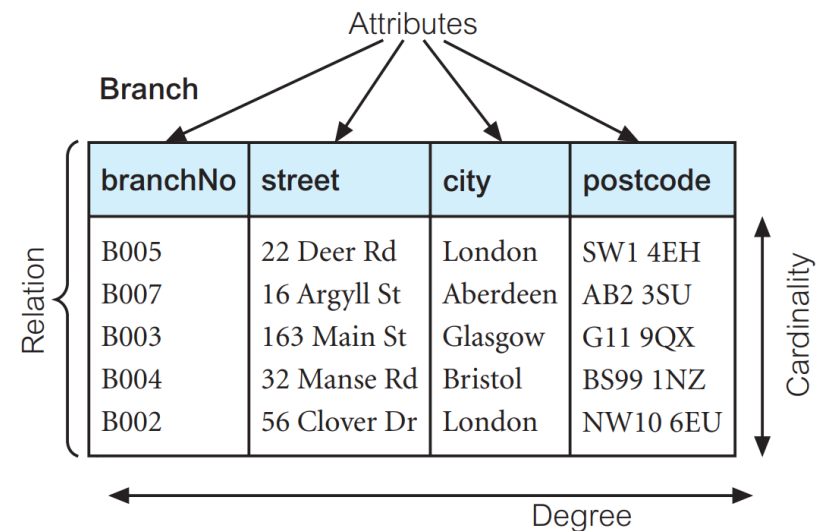 Attributes
Branch
branchNo street city postcode
B005 22 Deer Rd London SW1 4EH
B007 16 Argyll St Aberdeen AB2 3SU
B003 163 Main St Glasgow G11 9QX
B004 32 Manse Rd Bristol BS99 1NZ
B002 56 Clover Dr London NW10 6EU
Relation
Cardinality
Degree